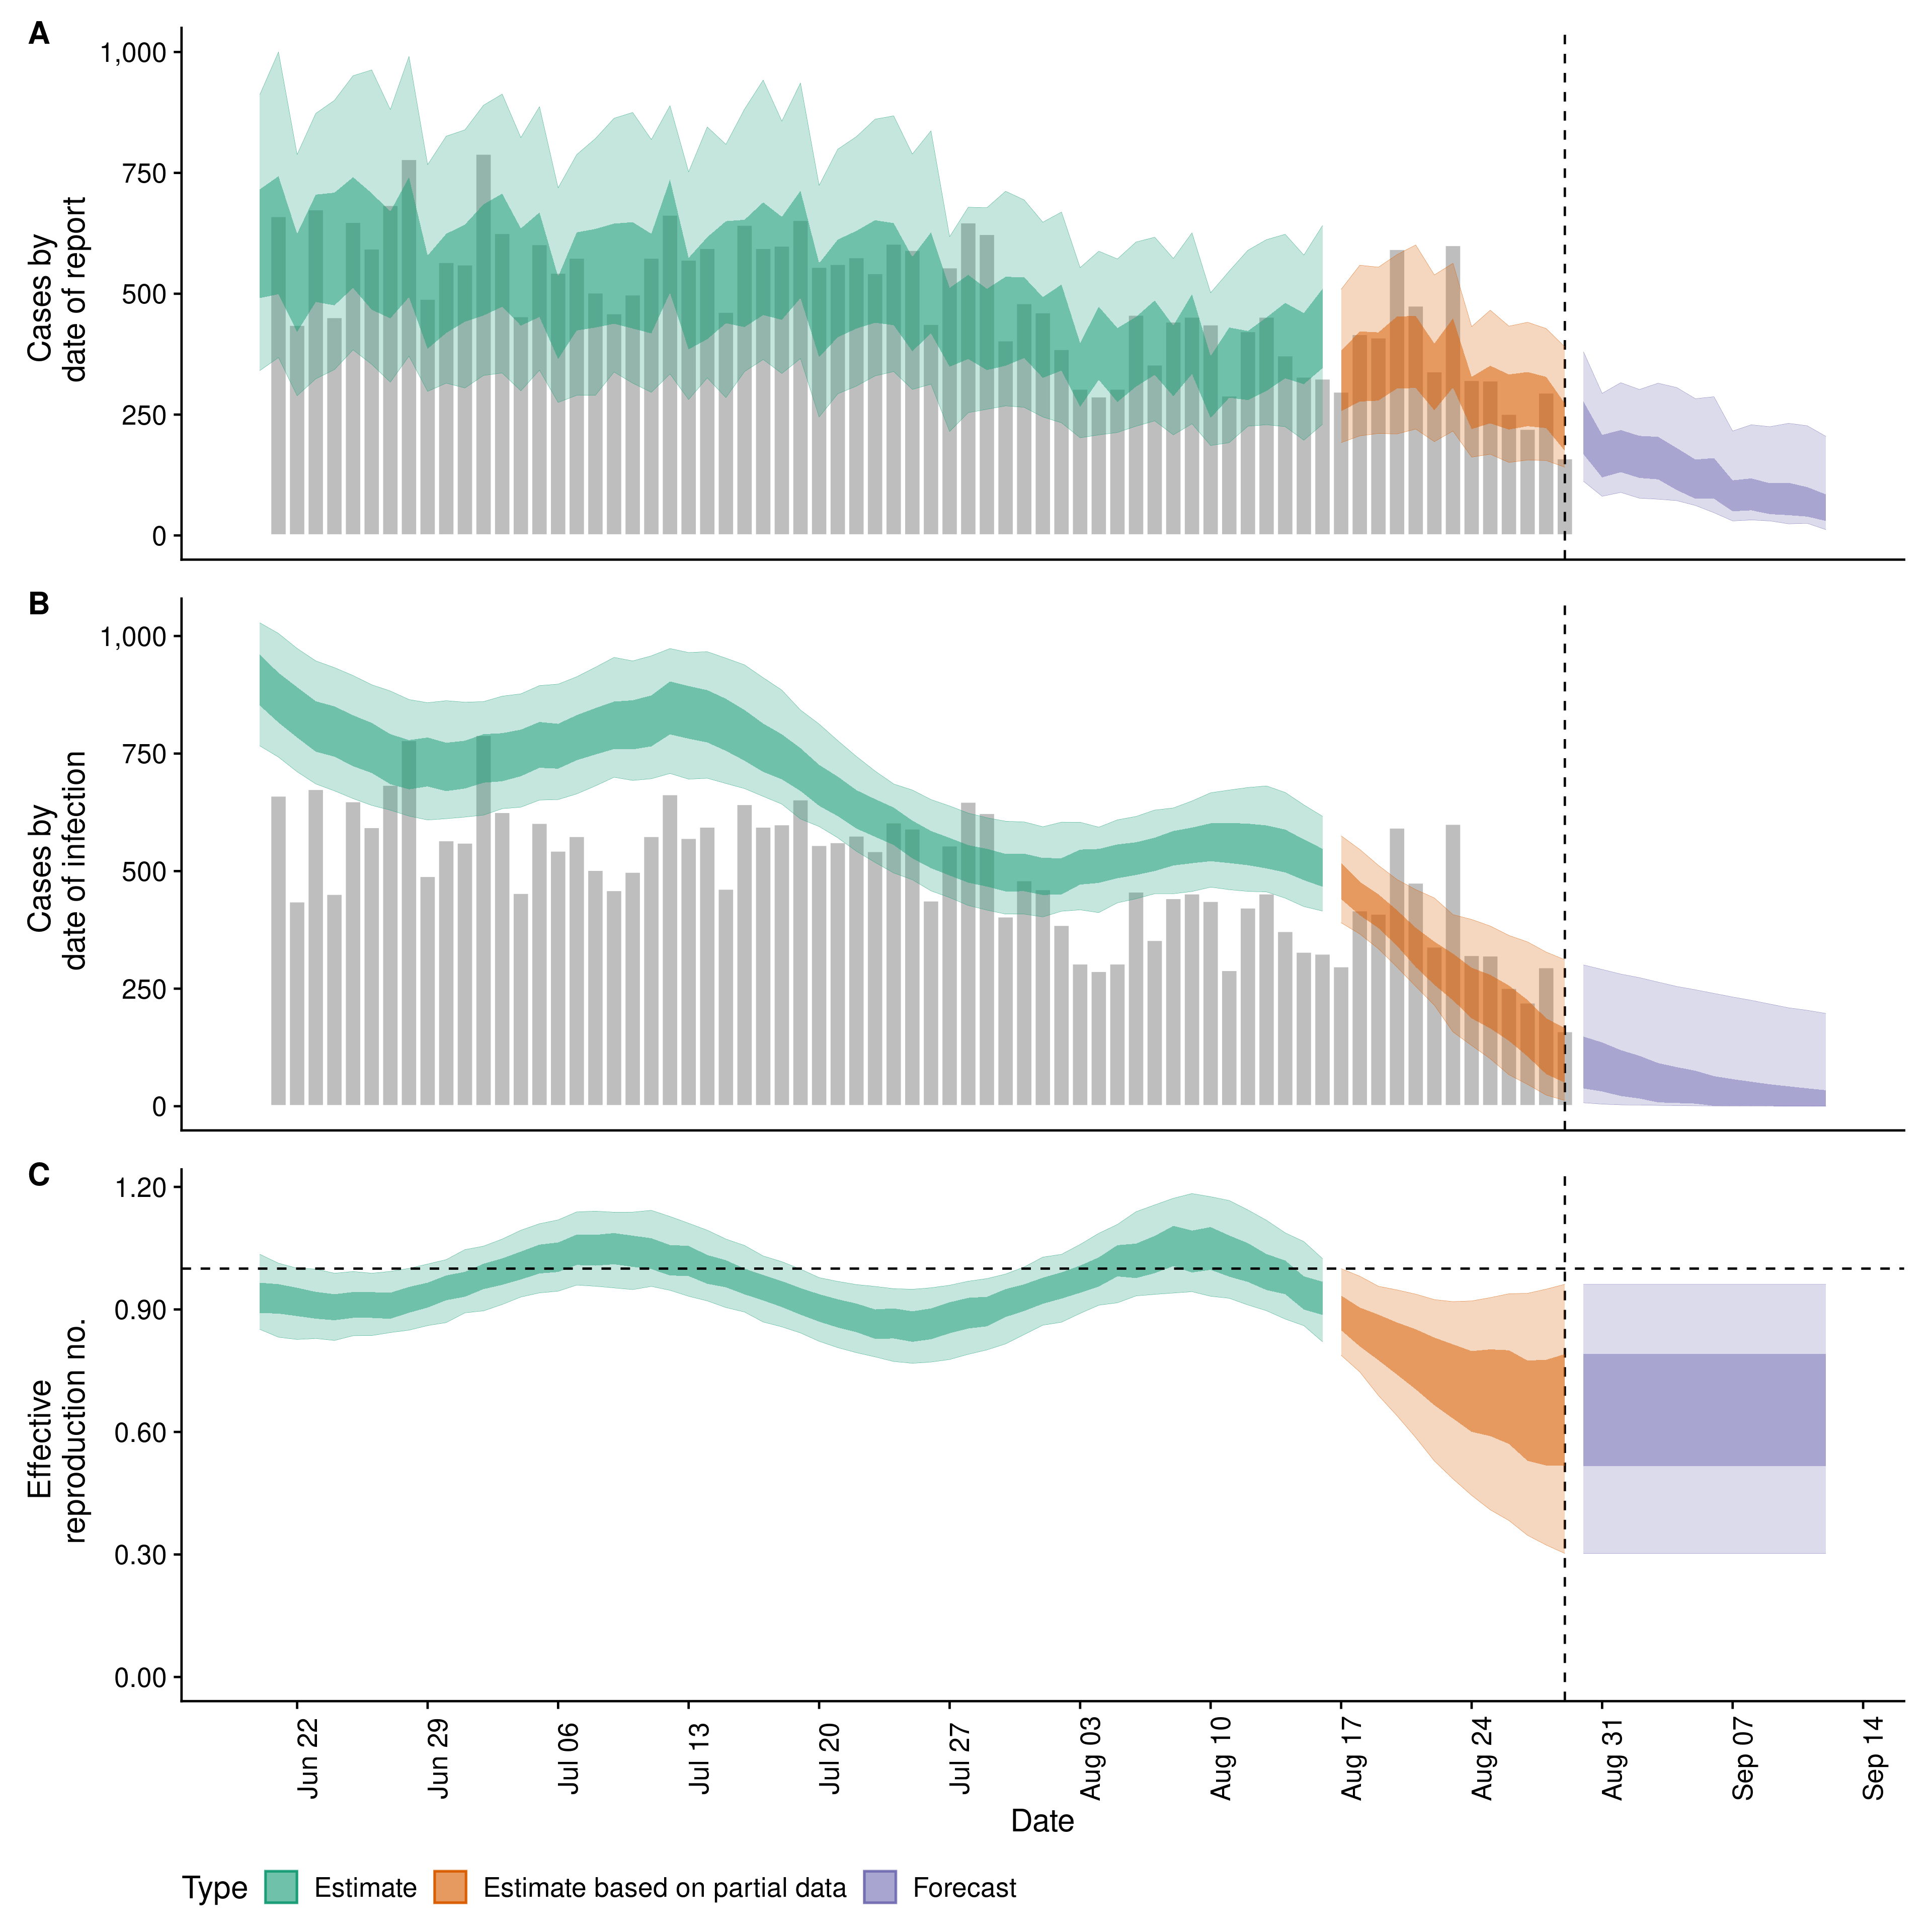 A
1,000
750
500
250
0
Cases by
date of report
B
1,000
750
500
250
0
Cases by
date of infection
C
1.20
0.90
0.60
0.30
0.00
Effective
reproduction no.
Jun 22
Jun 29
Jul 06
Jul 13
Jul 20
Jul 27
Aug 03
Aug 10
Aug 17
Aug 24
Aug 31
Sep 07
Sep 14
Date
Type Estimate Estimate based on partial data Forecast